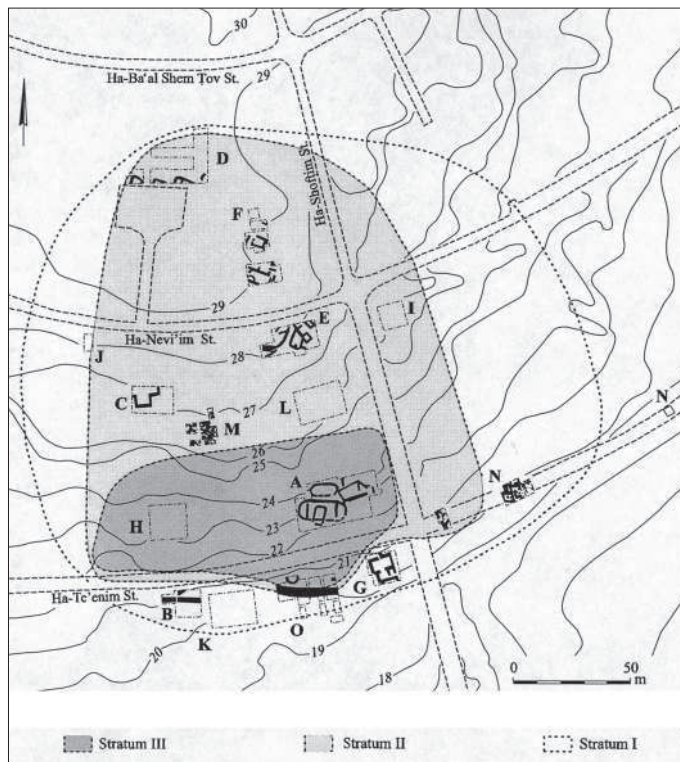 30
Ha-Ba'al Shem Tov St.
29
D
Ha-Shoftim St.
F
29
I
E
Ha-Nevi'im St.
28
J
C
27
L
N
M
26
25
A
N
24
H
23
22
21
G
Ha-Te'enim St.
B
O
K
20
19
18
0 50
m
Stratum III Stratum II Stratum I